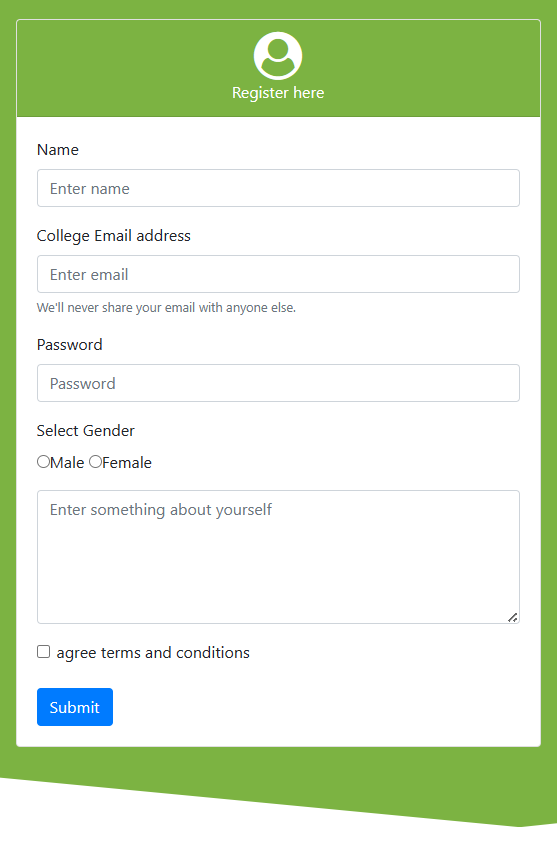 Register here
Name
Enter name
College Email address
Enter email
We'll never share your email with anyone else.
Password
Password
Select Gender
Male Female
Enter something about yourself
agree terms and conditions
Submit